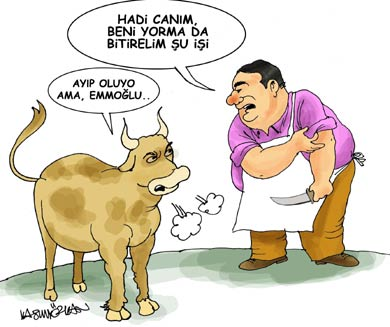 HADİ CANIM,
BENİ YORMA DA
BİTİRELİM ŞU İŞİ
AYIP OLUYO
AMA, EMMOĞLU..